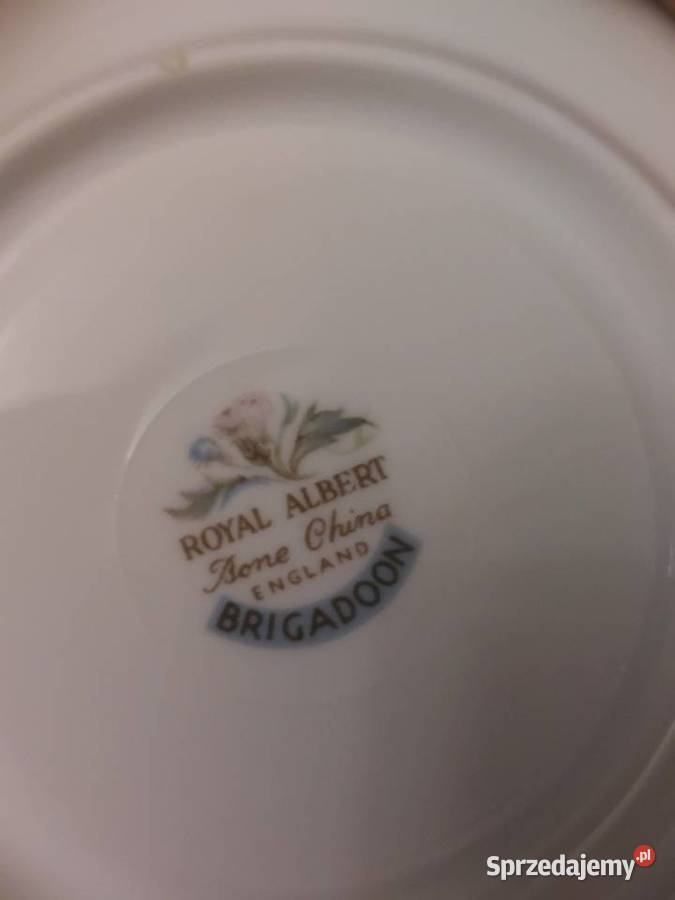 ROYAL ALBERT
Bone China
ENGLAND
BRIGADOON
Sprzedajemy.pl